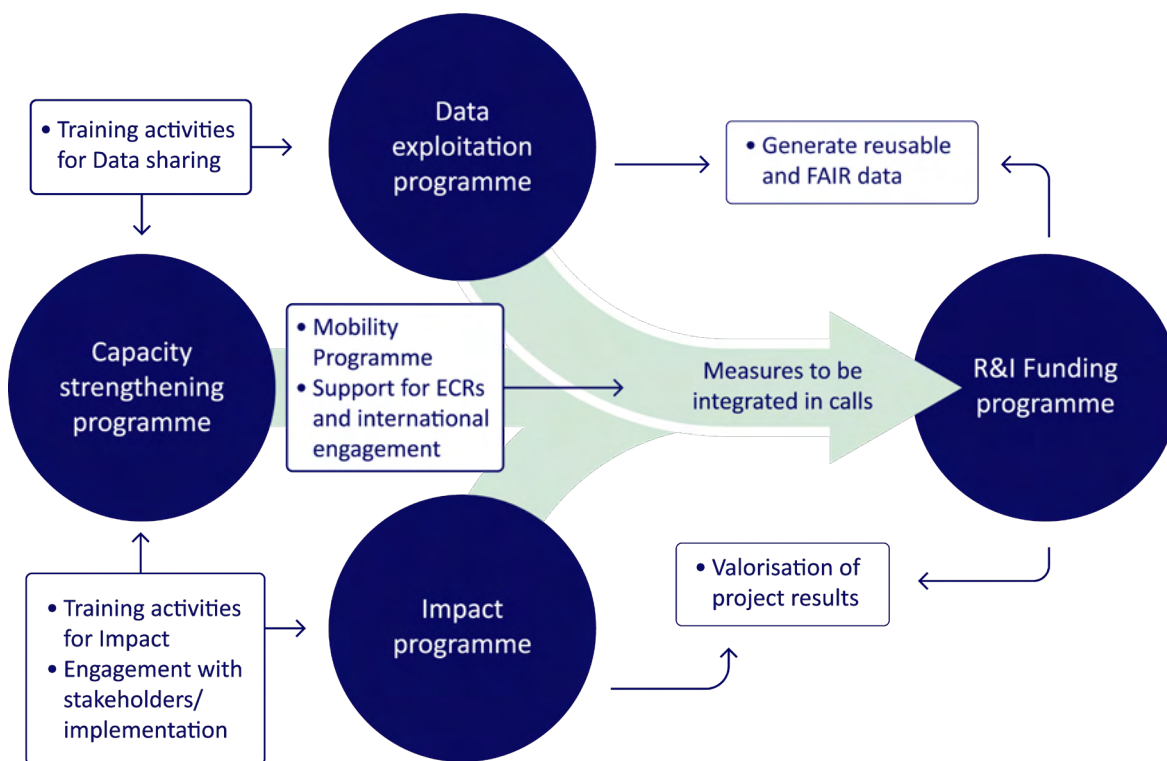 Data
exploitation
programme
• Training activities
for Data sharing
• Generate reusable
and FAIR data
Capacity
strengthening
programme
• Mobility
Programme
• Support for ECRs
and international
engagement
Measures to be
integrated in calls
R&I Funding
programme
• Training activities
for Impact
• Engagement with
stakeholders/
implementation
Impact
programme
• Valorisation of
project results